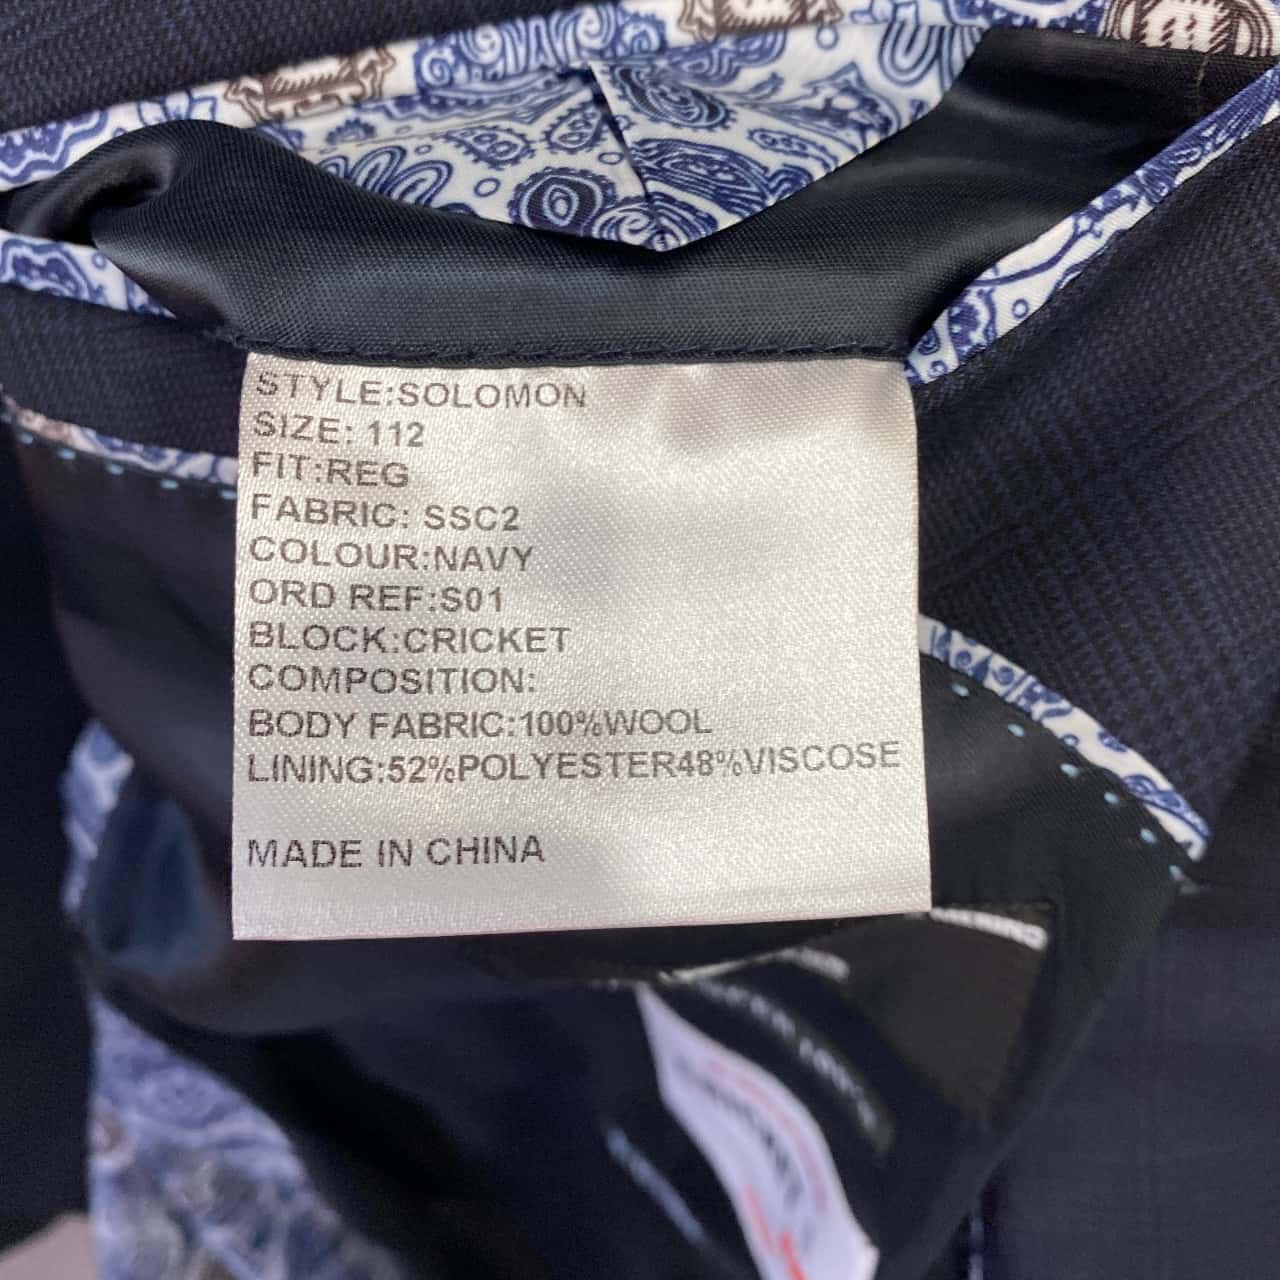 STYLE:SOLOMON
SIZE: 112
FIT:REG
FABRIC: SSC2
COLOUR:NAVY
ORD REF:S01
BLOCK:CRICKET
COMPOSITION:
BODY FABRIC:100%WOOL
LINING:52%POLYESTER48%VISCOSE
MADE IN CHINA